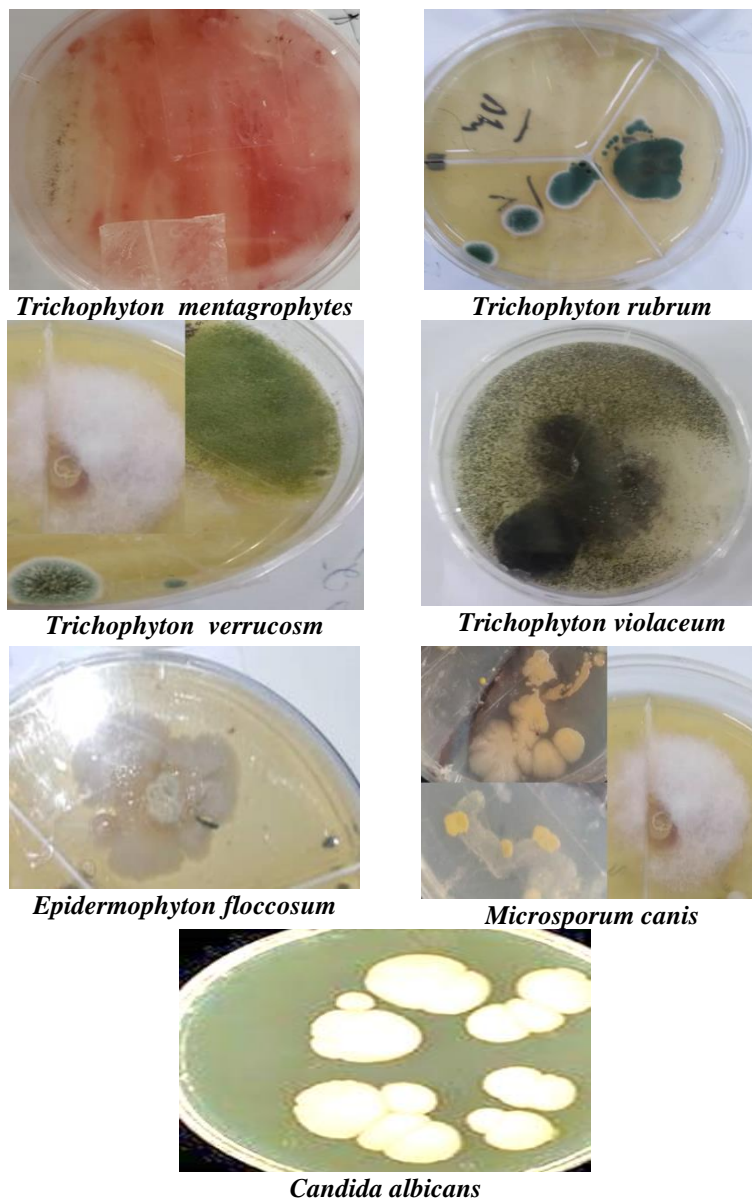 Trichophyton mentagrophytes
Trichophyton rubrum
Trichophyton verrucosm
Trichophyton violaceum
Epidermophyton floccosum
Microsporum canis
Candida albicans